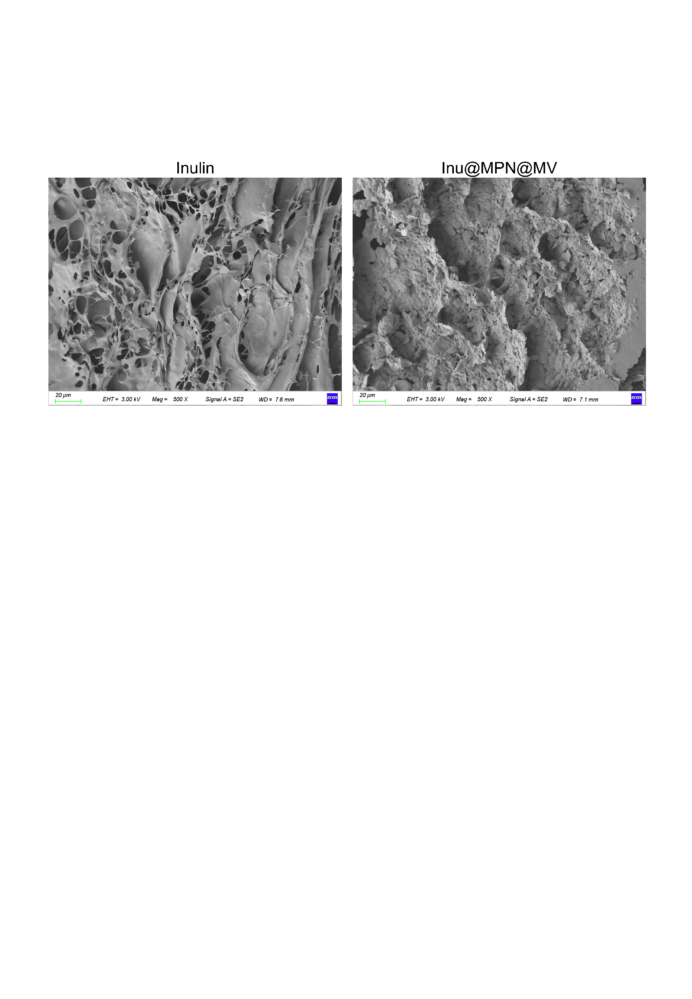 Inulin
Inu@MPN@MV
20 µm EHT = 3.00 kV Mag = 500 X Signal A = SE2 WD = 7.6 mm ZEISS
20 µm EHT = 3.00 kV Mag = 500 X Signal A = SE2 WD = 7.1 mm ZEISS